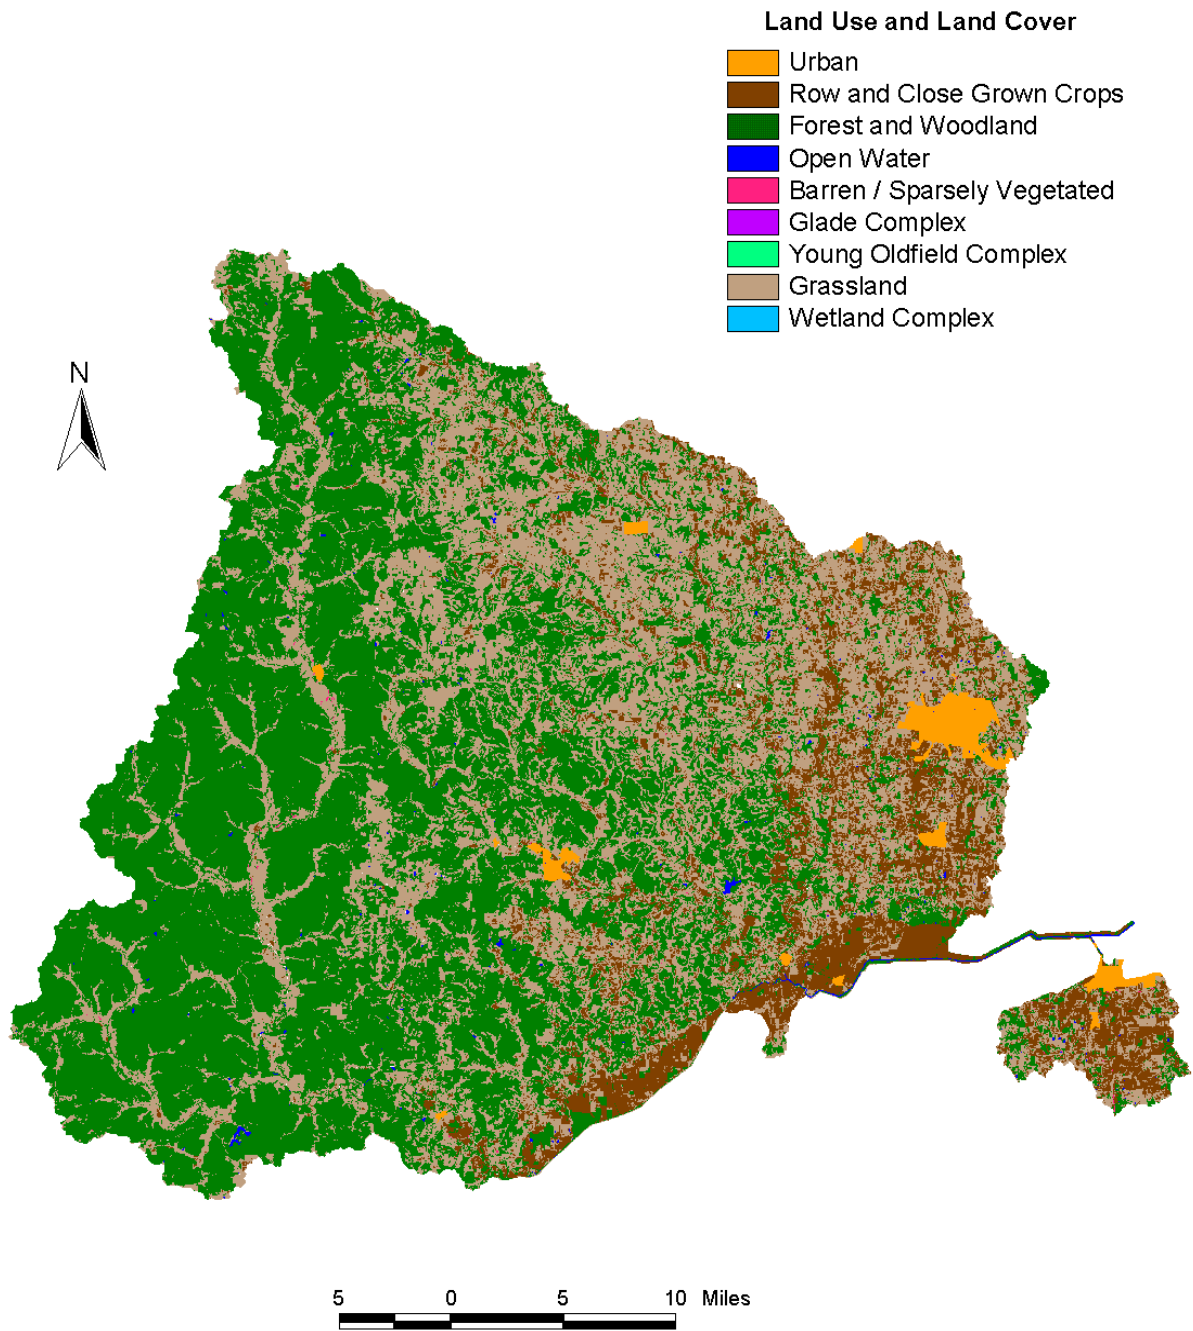 Land Use and Land Cover
Urban
Row and Close Grown Crops
Forest and Woodland
Open Water
Barren / Sparsely Vegetated
Glade Complex
Young Oldfield Complex
Grassland
Wetland Complex
N
5 0 5 10 Miles